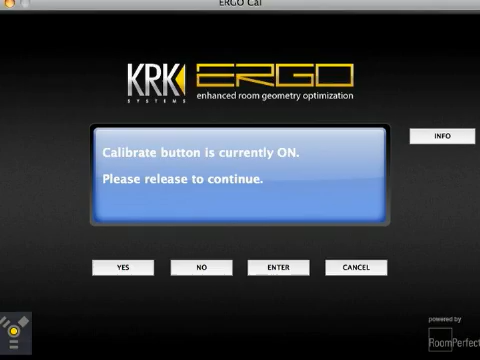 ERGO Cal
KRK
SYSTEMS
ERGO
enhanced room geometry optimization
INFO
Calibrate button is currently ON.
Please release to continue.
YES
NO
ENTER
CANCEL
powered by
RoomPerfect